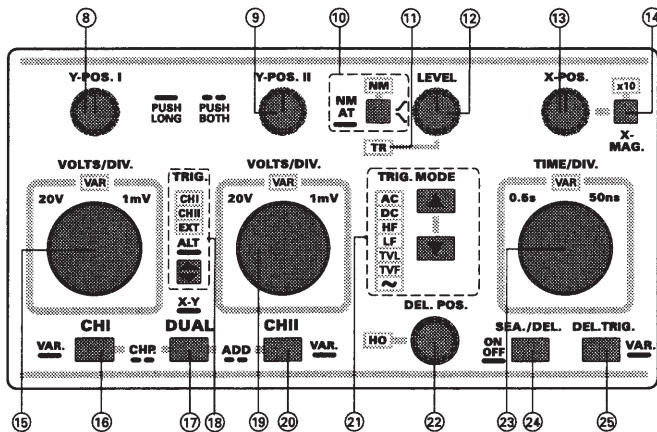 8 9 10 11 12 13 14
Y-POS. I
PUSH LONG
PUSH BOTH
Y-POS. II
NM AT
NM
LEVEL
TR
X-POS.
x10
X-MAG.
VOLTS/DIV.
VAR
20V 1mV
TRIG.
CHI
CHII
EXT
ALT
X-Y
VOLTS/DIV.
VAR
20V 1mV
TRIG. MODE
AC
DC
HF
LF
TVL
TVF
~
TIME/DIV.
VAR
0.5s 50ns
DEL. POS.
HO
VAR.
CHI
CHP.
DUAL
ADD
CHII
VAR.
ON
OFF
SEA./DEL.
DEL.TRIG.
VAR.
15 16 17 18 19 20 21 22 23 24 25